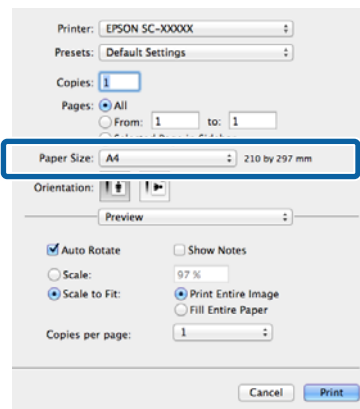 Printer: EPSON SC-XXXXX
Presets: Default Settings
Copies: 1
Pages: All
From: 1 to: 1
Paper Size: A4 210 by 297 mm
Orientation:
Preview
Auto Rotate Show Notes
Scale: 97 %
Scale to Fit: Print Entire Image
Fill Entire Paper
Copies per page: 1
Cancel Print